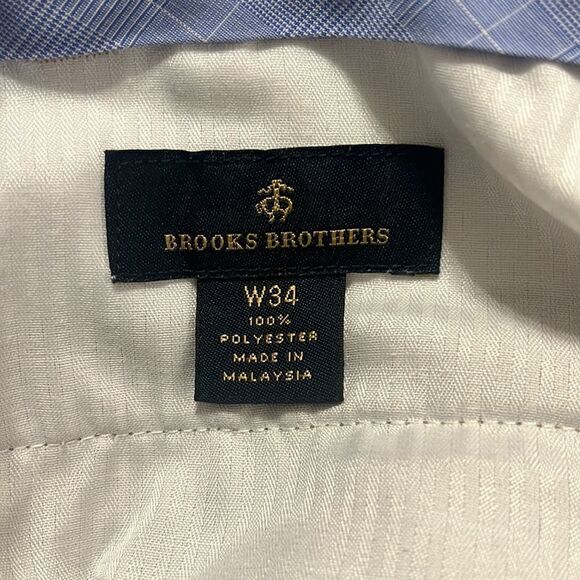 BROOKS BROTHERS
W34
100%
POLYESTER
MADE IN
MALAYSIA